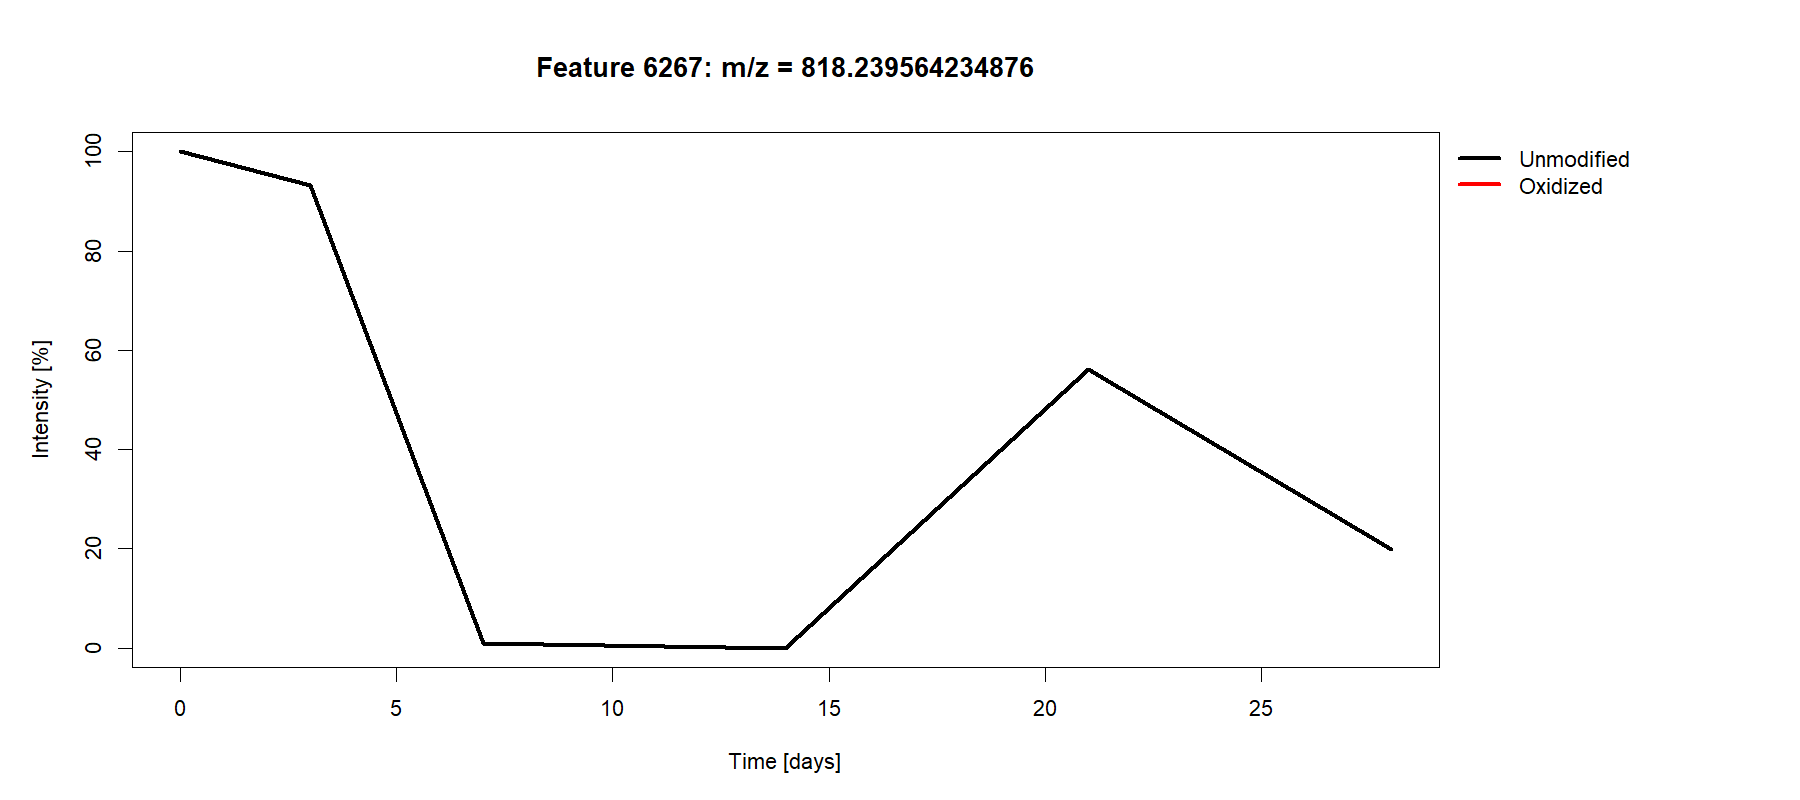 Feature 6267: m/z = 818.239564234876
Unmodified
Oxidized
Intensity [%]
100
80
60
40
20
0
0 5 10 15 20 25
Time [days]